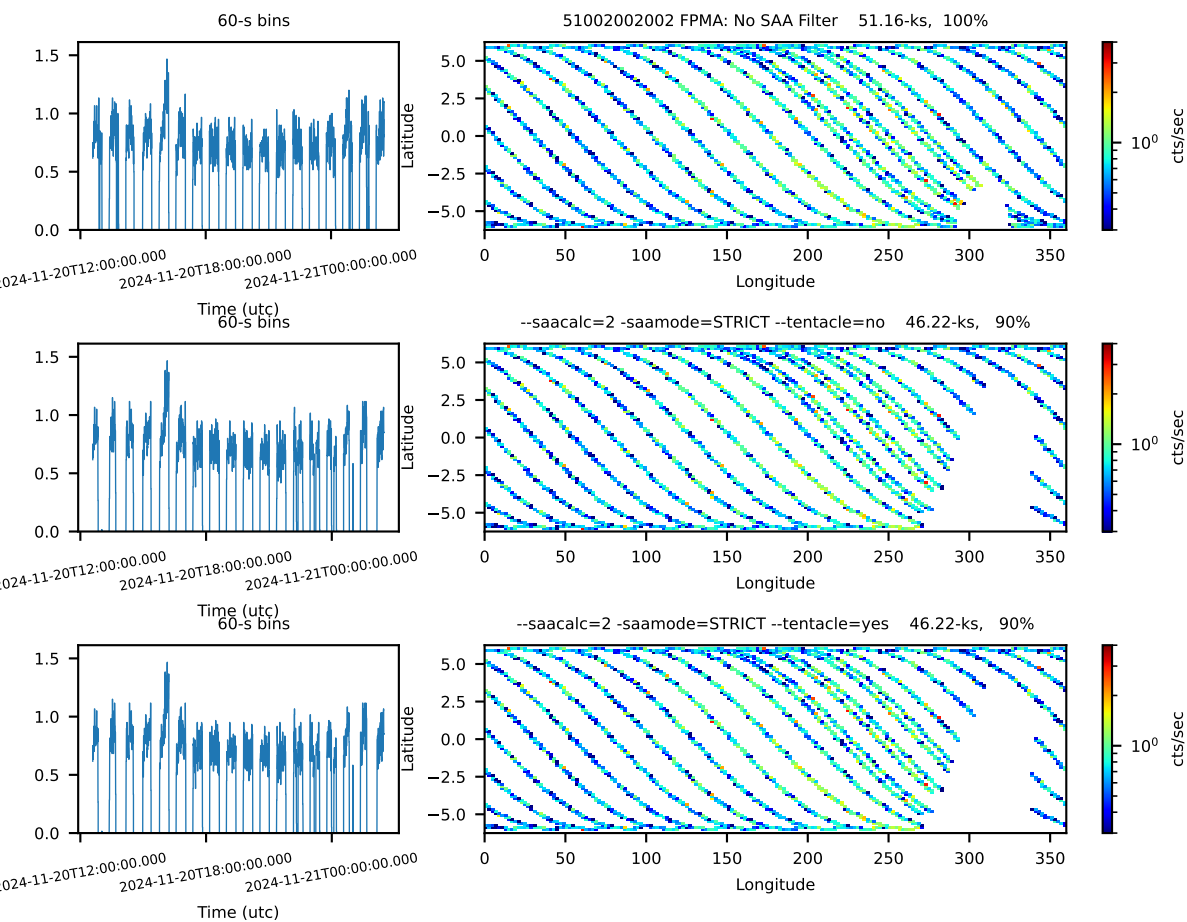 60-s bins
51002002002 FPMA: No SAA Filter    51.16-ks,  100%
1.5
1.0
0.5
0.0
2024-11-20T12:00:00.000
2024-11-20T18:00:00.000
2024-11-21T00:00:00.000
Time (utc)
Latitude
5.0
2.5
0.0
−2.5
−5.0
0 50 100 150 200 250 300 350
Longitude
10⁰
cts/sec
60-s bins
--saacalc=2 -saamode=STRICT --tentacle=no    46.22-ks,   90%
1.5
1.0
0.5
0.0
2024-11-20T12:00:00.000
2024-11-20T18:00:00.000
2024-11-21T00:00:00.000
Time (utc)
Latitude
5.0
2.5
0.0
−2.5
−5.0
0 50 100 150 200 250 300 350
Longitude
10⁰
cts/sec
60-s bins
--saacalc=2 -saamode=STRICT --tentacle=yes    46.22-ks,   90%
1.5
1.0
0.5
0.0
2024-11-20T12:00:00.000
2024-11-20T18:00:00.000
2024-11-21T00:00:00.000
Time (utc)
Latitude
5.0
2.5
0.0
−2.5
−5.0
0 50 100 150 200 250 300 350
Longitude
10⁰
cts/sec